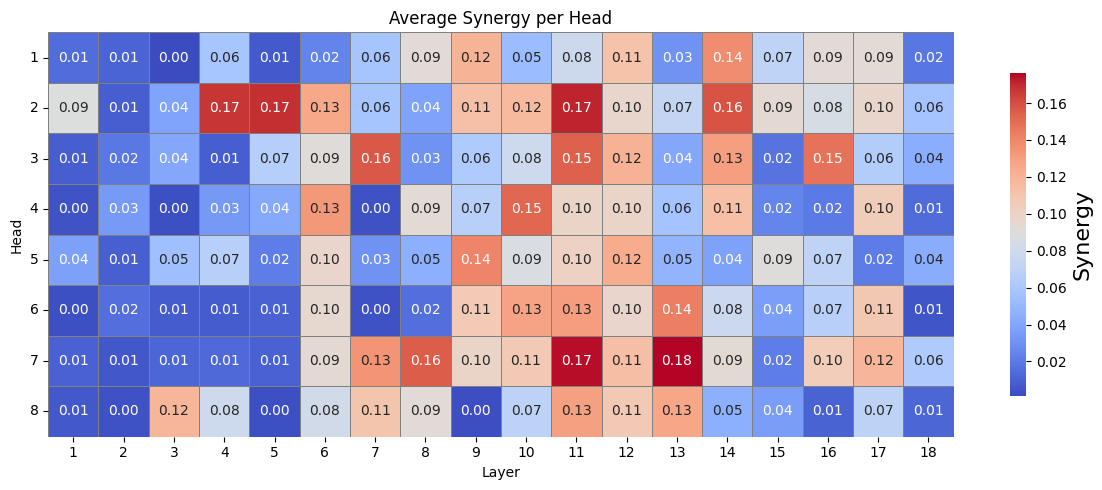 Average Synergy per Head
1 0.01 0.01 0.00 0.06 0.01 0.02 0.06 0.09 0.12 0.05 0.08 0.11 0.03 0.14 0.07 0.09 0.09 0.02
2 0.09 0.01 0.04 0.17 0.17 0.13 0.06 0.04 0.11 0.12 0.17 0.10 0.07 0.16 0.09 0.08 0.10 0.06
3 0.01 0.02 0.04 0.01 0.07 0.09 0.16 0.03 0.06 0.08 0.15 0.12 0.04 0.13 0.02 0.15 0.06 0.04
4 0.00 0.03 0.00 0.03 0.04 0.13 0.00 0.09 0.07 0.15 0.10 0.10 0.06 0.11 0.02 0.02 0.10 0.01
5 0.04 0.01 0.05 0.07 0.02 0.10 0.03 0.05 0.14 0.09 0.10 0.12 0.05 0.04 0.09 0.07 0.02 0.04
6 0.00 0.02 0.01 0.01 0.01 0.10 0.00 0.02 0.11 0.13 0.13 0.10 0.14 0.08 0.04 0.07 0.11 0.01
7 0.01 0.01 0.01 0.01 0.01 0.09 0.13 0.16 0.10 0.11 0.17 0.11 0.18 0.09 0.02 0.10 0.12 0.06
8 0.01 0.00 0.12 0.08 0.00 0.08 0.11 0.09 0.00 0.07 0.13 0.11 0.13 0.05 0.04 0.01 0.07 0.01
1 2 3 4 5 6 7 8 9 10 11 12 13 14 15 16 17 18
Layer
Head
0.16
0.14
0.12
0.10
0.08
0.06
0.04
0.02
Synergy